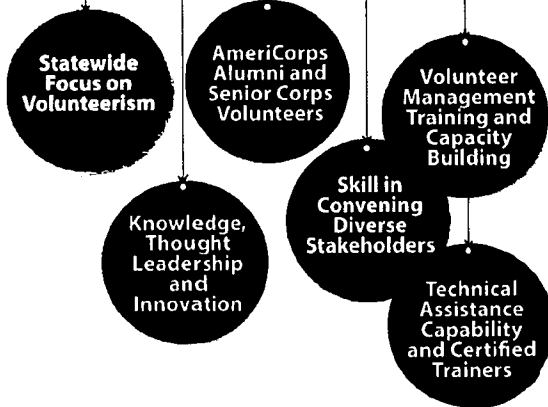 Statewide
Focus on
Volunteerism
AmeriCorps
Alumni and
Senior Corps
Volunteers
Volunteer
Management
Training and
Capacity
Building
Knowledge,
Thought
Leadership
and
Innovation
Skill in
Convening
Diverse
Stakeholders
Technical
Assistance
Capability
and Certified
Trainers